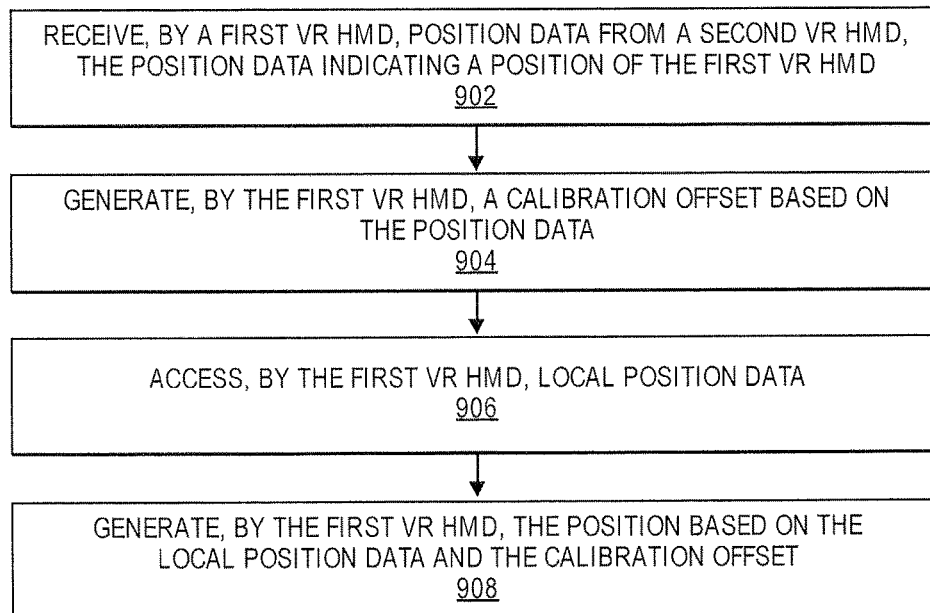 RECEIVE, BY A FIRST VR HMD, POSITION DATA FROM A SECOND VR HMD,
THE POSITION DATA INDICATING A POSITION OF THE FIRST VR HMD
902
GENERATE, BY THE FIRST VR HMD, A CALIBRATION OFFSET BASED ON
THE POSITION DATA
904
ACCESS, BY THE FIRST VR HMD, LOCAL POSITION DATA
906
GENERATE, BY THE FIRST VR HMD, THE POSITION BASED ON THE
LOCAL POSITION DATA AND THE CALIBRATION OFFSET
908